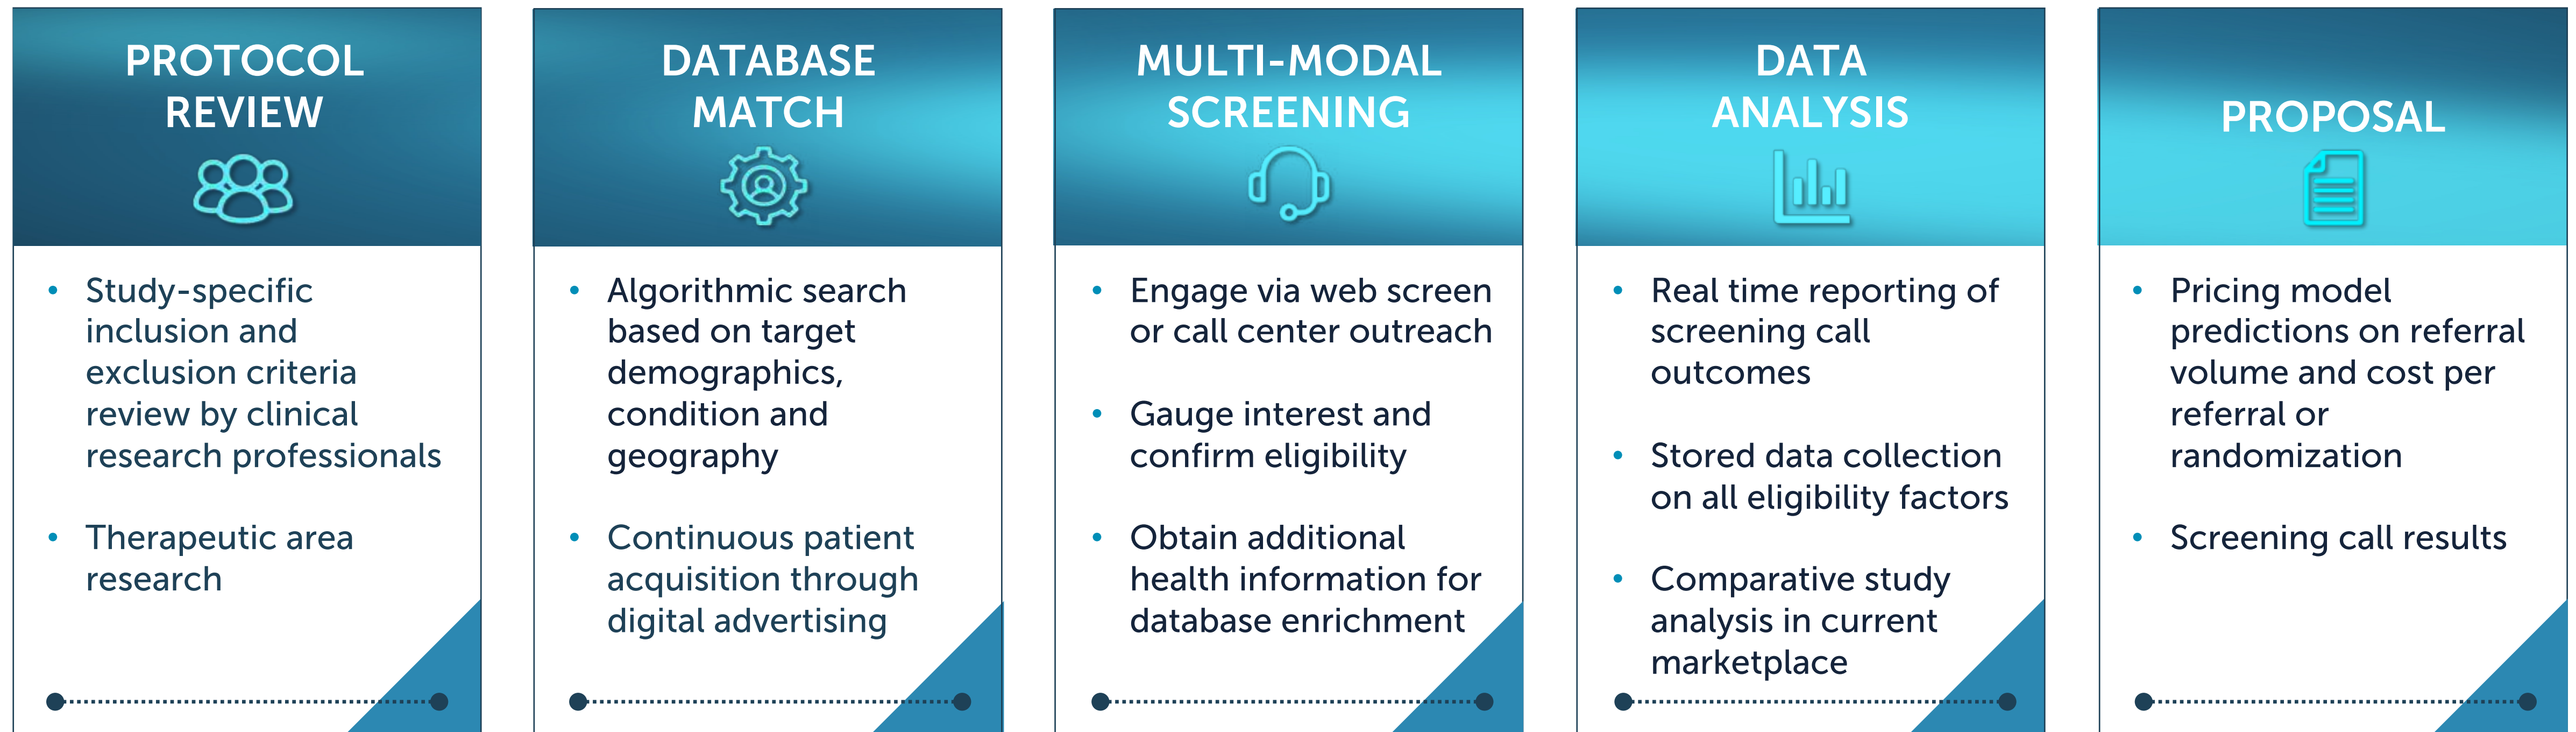 PROTOCOL
REVIEW
• Study-specific
inclusion and
exclusion criteria
review by clinical
research professionals
• Therapeutic area
research
DATABASE
MATCH
• Algorithmic search
based on target
demographics,
condition and
geography
• Continuous patient
acquisition through
digital advertising
MULTI-MODAL
SCREENING
• Engage via web screen
or call center outreach
• Gauge interest and
confirm eligibility
• Obtain additional
health information for
database enrichment
DATA
ANALYSIS
• Real time reporting of
screening call
outcomes
• Stored data collection
on all eligibility factors
• Comparative study
analysis in current
marketplace
PROPOSAL
• Pricing model
predictions on referral
volume and cost per
referral or
randomization
• Screening call results